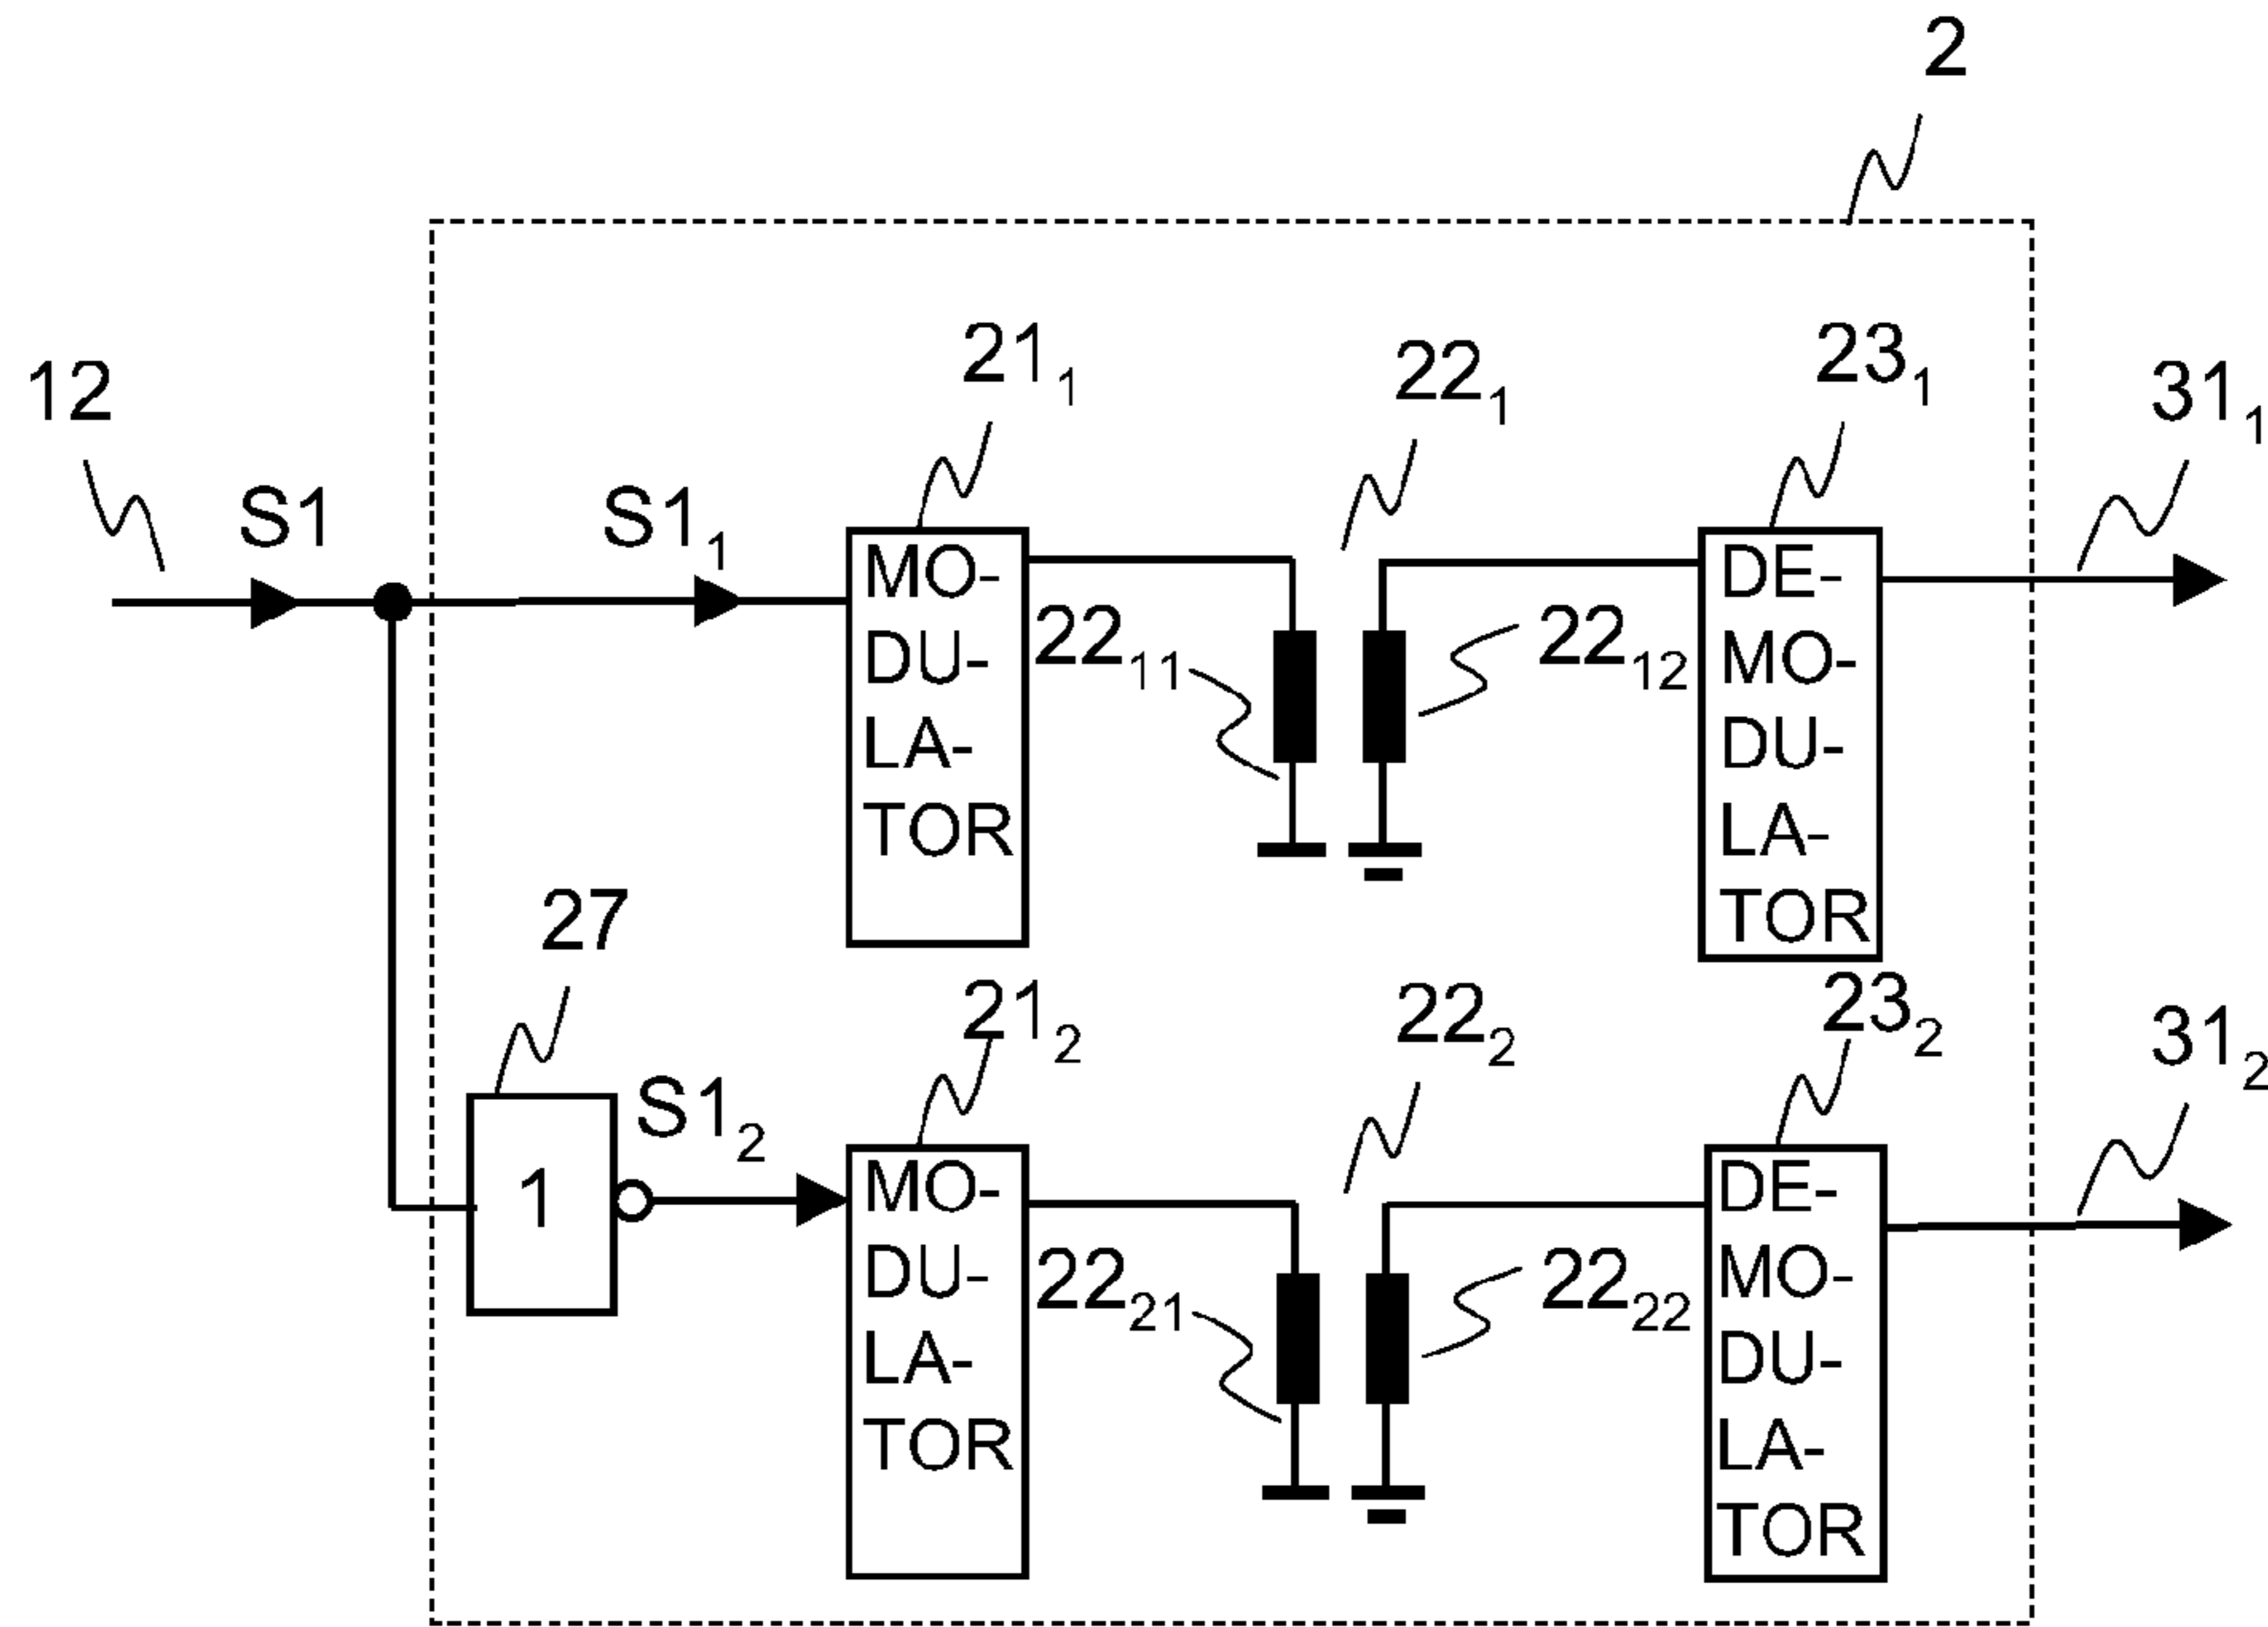 2
12
S1
S1₁
21₁
22₁
23₁
31₁
MO-
DU-
LA-
TOR
22₁₁
22₁₂
DE-
MO-
DU-
LA-
TOR
27
1
S1₂
21₂
22₂
23₂
31₂
MO-
DU-
LA-
TOR
22₂₁
22₂₂
DE-
MO-
DU-
LA-
TOR